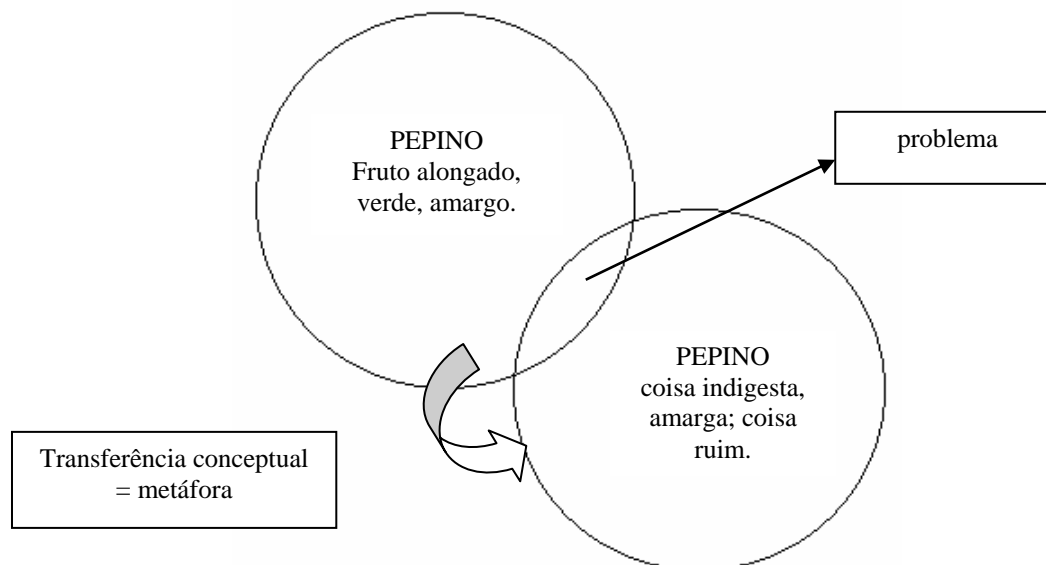 PEPINO
Fruto alongado,
verde, amargo.
problema
PEPINO
coisa indigesta,
amarga; coisa
ruim.
Transferência conceptual
= metáfora